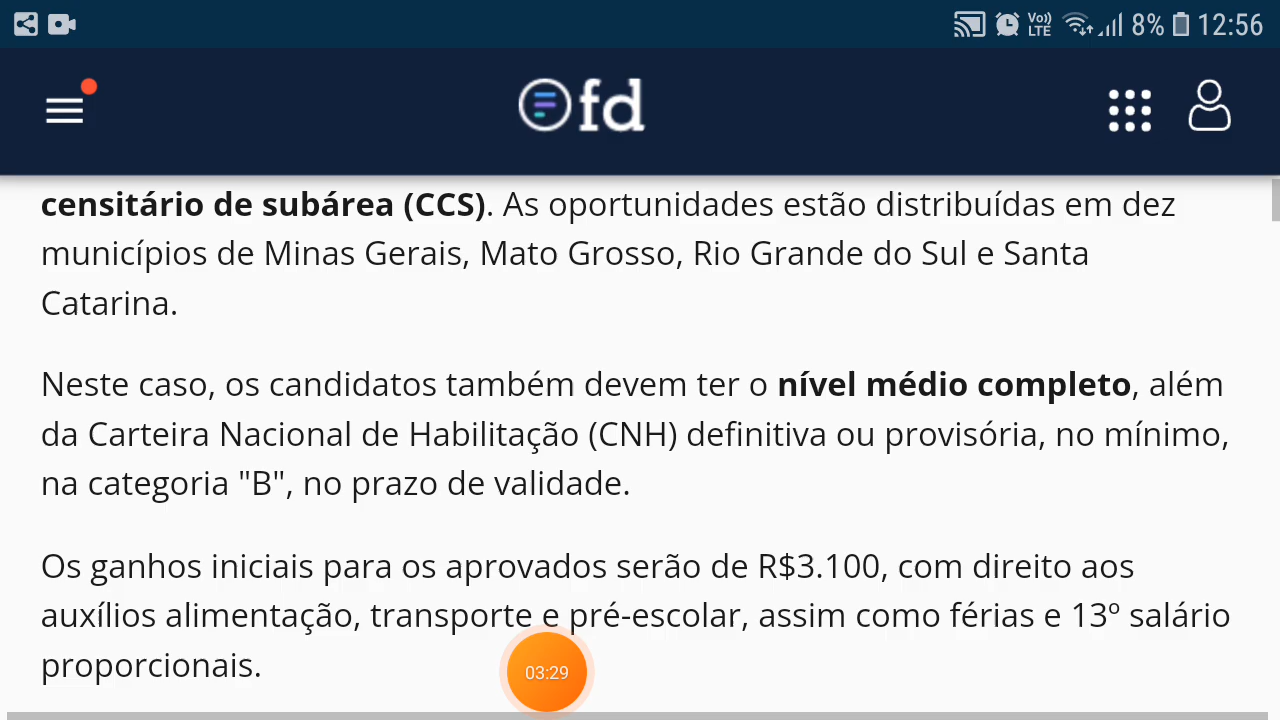 Vo)) LTE 8% 12:56
fd
censitário de subárea (CCS). As oportunidades estão distribuídas em dez
municípios de Minas Gerais, Mato Grosso, Rio Grande do Sul e Santa
Catarina.
Neste caso, os candidatos também devem ter o nível médio completo, além
da Carteira Nacional de Habilitação (CNH) definitiva ou provisória, no mínimo,
na categoria "B", no prazo de validade.
Os ganhos iniciais para os aprovados serão de R$3.100, com direito aos
auxílios alimentação, transporte e pré-escolar, assim como férias e 13º salário
proporcionais.
03:29